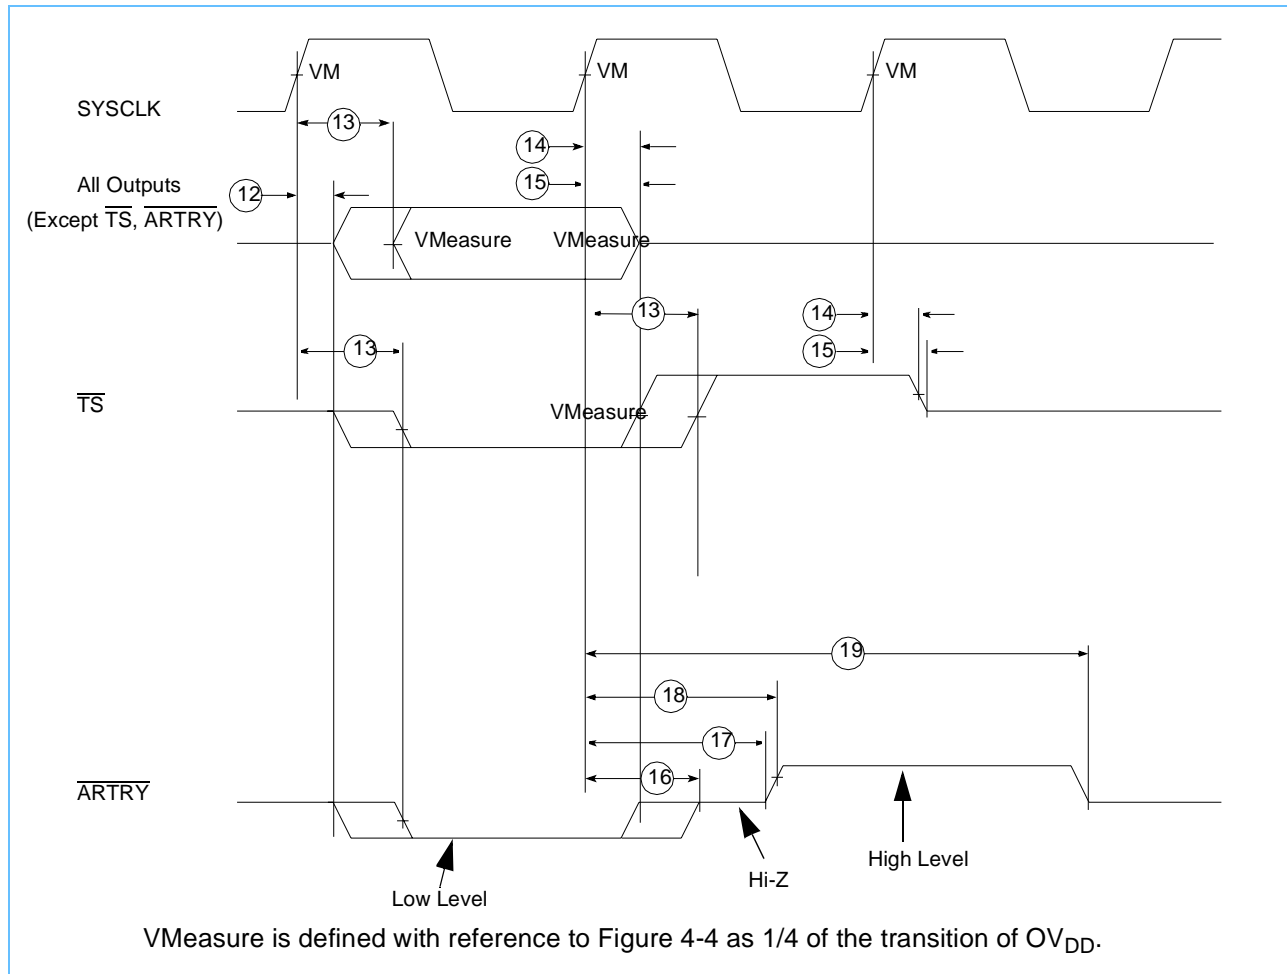 VM VM VM
SYSCLK
13
14
15
All Outputs
12
(Except TS, ARTRY)
VMeasure VMeasure
13
14
13
15
TS
VMeasure
19
18
17
16
ARTRY
High Level
Hi-Z
Low Level
VMeasure is defined with reference to Figure 4-4 as 1/4 of the transition of OVDD.